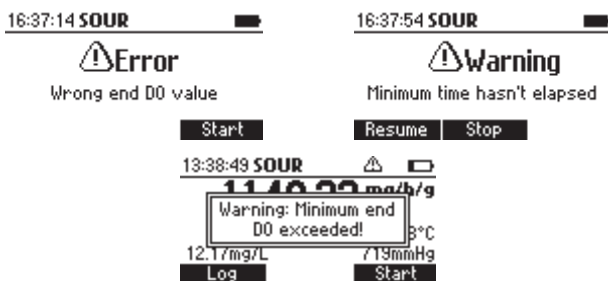 16:37:14 SOUR
Error
Wrong end DO value
Start
16:37:54 SOUR
Warning
Minimum time hasn't elapsed
Resume Stop
13:38:49 SOUR
mg/h/g
Warning: Minimum end
DO exceeded!
12.17mg/L 719mmHg
Log Start